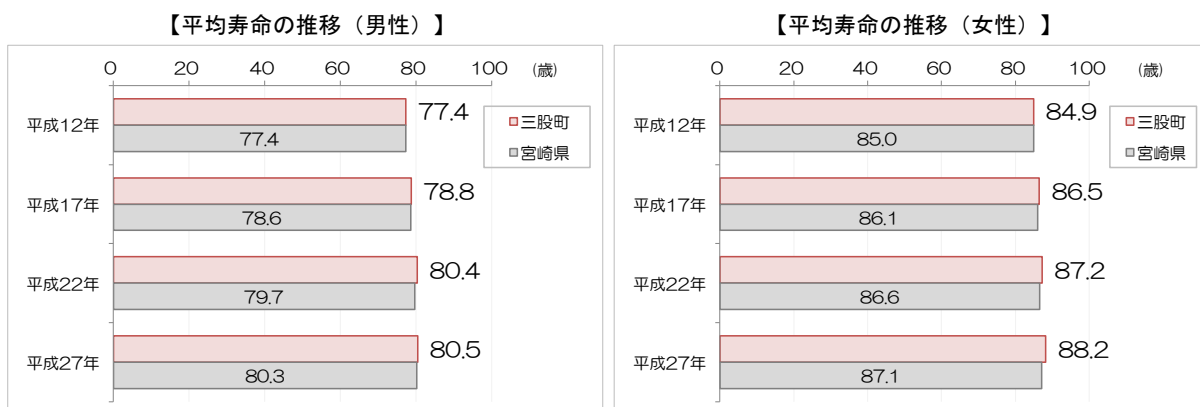 【平均寿命の推移（男性）】
0 20 40 60 80 100 (歳)
平成12年 77.4
77.4
三股町
宮崎県
平成17年 78.8
78.6
平成22年 80.4
79.7
平成27年 80.5
80.3
【平均寿命の推移（女性）】
0 20 40 60 80 100 (歳)
平成12年 84.9
85.0
三股町
宮崎県
平成17年 86.5
86.1
平成22年 87.2
86.6
平成27年 88.2
87.1